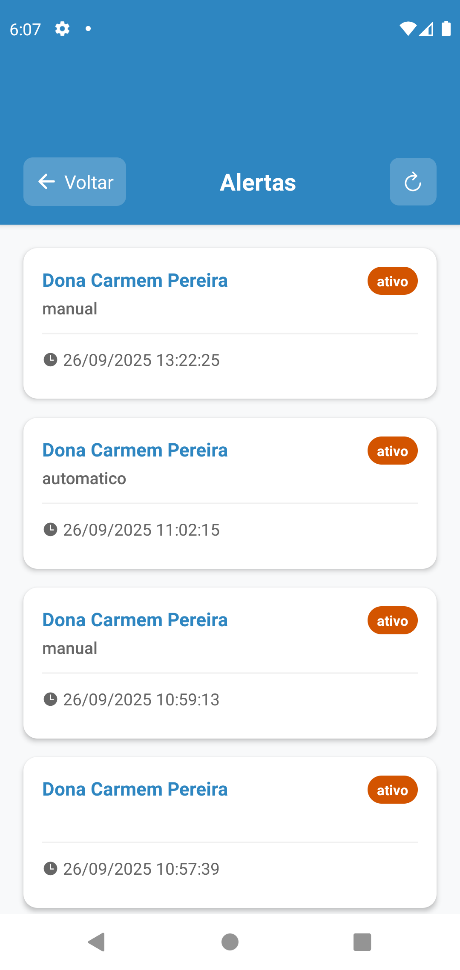 6:07
Voltar
Alertas
Dona Carmem Pereira
ativo
manual
26/09/2025 13:22:25
Dona Carmem Pereira
ativo
automatico
26/09/2025 11:02:15
Dona Carmem Pereira
ativo
manual
26/09/2025 10:59:13
Dona Carmem Pereira
ativo
26/09/2025 10:57:39